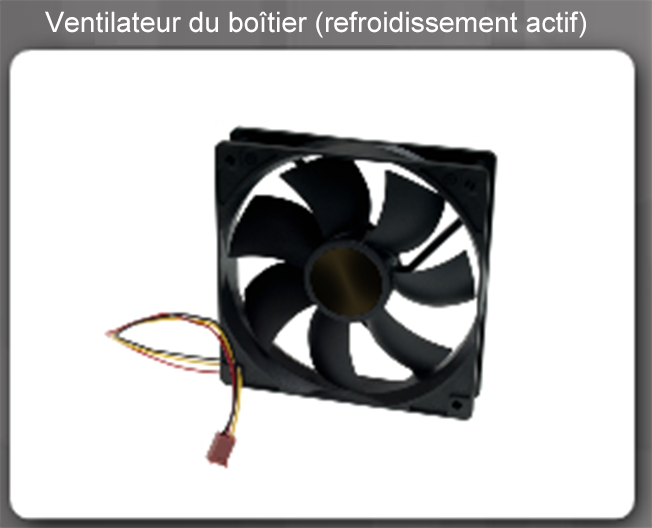 Ventilateur du boîtier (refroidissement actif)